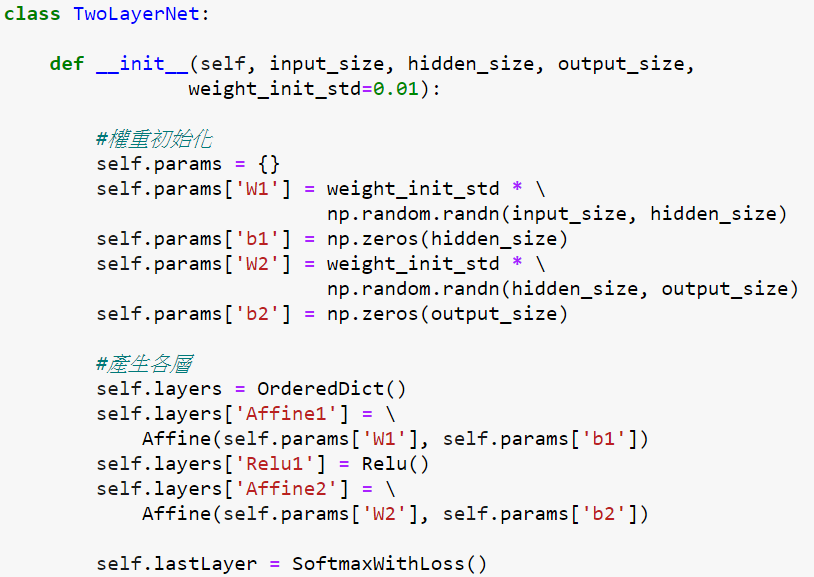 class TwoLayerNet:
def __init__(self, input_size, hidden_size, output_size,
weight_init_std=0.01):
#權重初始化
self.params = {}
self.params['W1'] = weight_init_std * \
np.random.randn(input_size, hidden_size)
self.params['b1'] = np.zeros(hidden_size)
self.params['W2'] = weight_init_std * \
np.random.randn(hidden_size, output_size)
self.params['b2'] = np.zeros(output_size)
#產生各層
self.layers = OrderedDict()
self.layers['Affine1'] = \
Affine(self.params['W1'], self.params['b1'])
self.layers['Relu1'] = Relu()
self.layers['Affine2'] = \
Affine(self.params['W2'], self.params['b2'])
self.lastLayer = SoftmaxWithLoss()